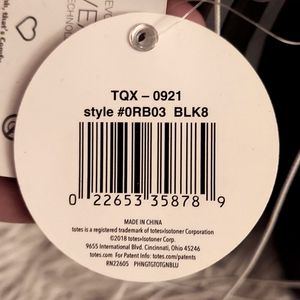 TQX – 0921
style #0RB03 BLK8
0 22653 35878 9
MADE IN CHINA
totes is a registered trademark of totes»Isotoner Corporation
©2018 totes»Isotoner Corp.
9655 International Blvd. Cincinnati, Ohio 45246
totes.com For Patent Info: totes.com/patents
RN22605 PHNGTGTOTGNBLU